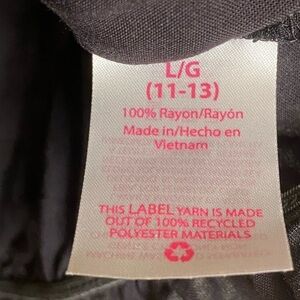 L/G
(11-13)
100% Rayon/Rayón
Made in/Hecho en
Vietnam
THIS LABEL YARN IS MADE
OUT OF 100% RECYCLED
POLYESTER MATERIALS